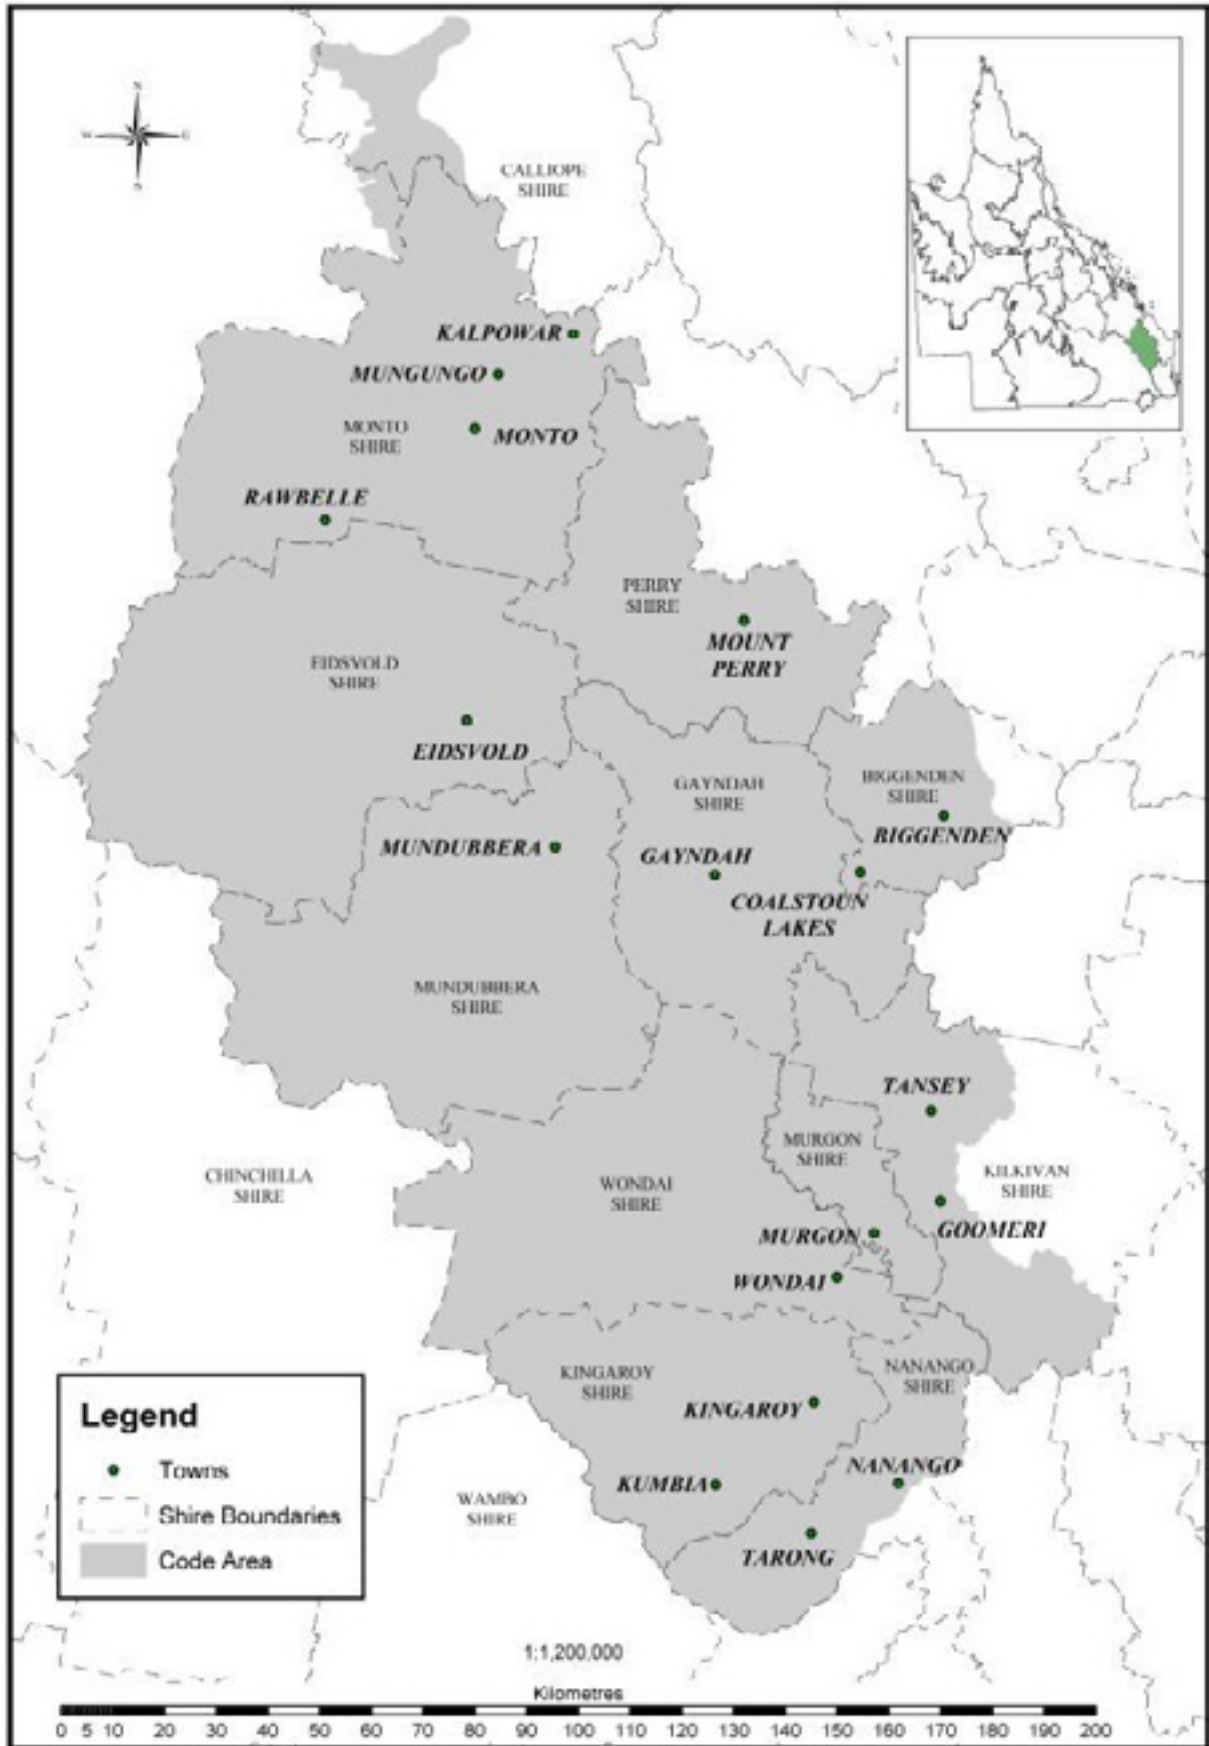 N
W E
S
CALLIOPE
SHIRE
KALPOWAR
MUNGUNGO
MONTO
SHIRE
MONTO
RAWBELLE
PERRY
SHIRE
MOUNT
PERRY
EIDSVOLD
SHIRE
EIDSVOLD
GAYNDAH
SHIRE
BIGGENDEN
SHIRE
BIGGENDEN
MUNDUBBERA
GAYNDAH
COALSTOUN
LAKES
MUNDUBBERA
SHIRE
TANSEY
MURGON
SHIRE
CHINCHILLA
SHIRE
WONDAI
SHIRE
KILKIVAN
SHIRE
GOOMERI
MURGON
WONDAI
KINGAROY
SHIRE
NANANGO
SHIRE
KINGAROY
NANANGO
KUMBIA
WAMBO
SHIRE
TARONG
Legend
Towns
Shire Boundaries
Code Area
1:1,200,000
Kilometres
0 5 10 20 30 40 50 60 70 80 90 100 110 120 130 140 150 160 170 180 190 200